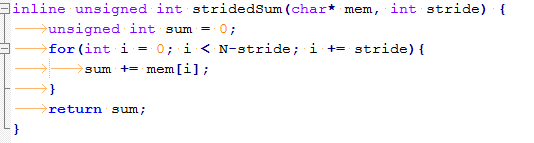 inline unsigned int stridedSum(char* mem, int stride) {
unsigned int sum = 0;
for(int i = 0; i < N-stride; i += stride){
sum += mem[i];
}
return sum;
}